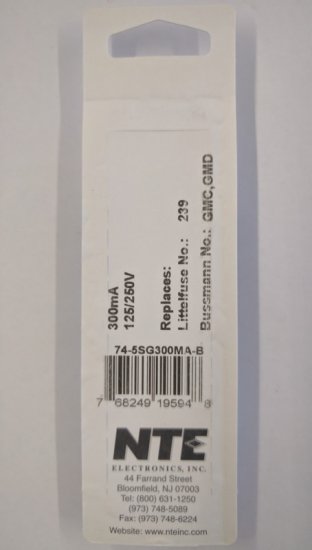 300mA
125/250V
Replaces:
Littelfuse No.: 239
Bussmann No.: GMC,GMD
74-5SG300MA-B
7 68249 19594 8
NTE
ELECTRONICS, INC.
44 Farrand Street
Bloomfield, NJ 07003
Tel: (800) 631-1250
(973) 748-5089
Fax: (973) 748-6224
Website: www.nteinc.com